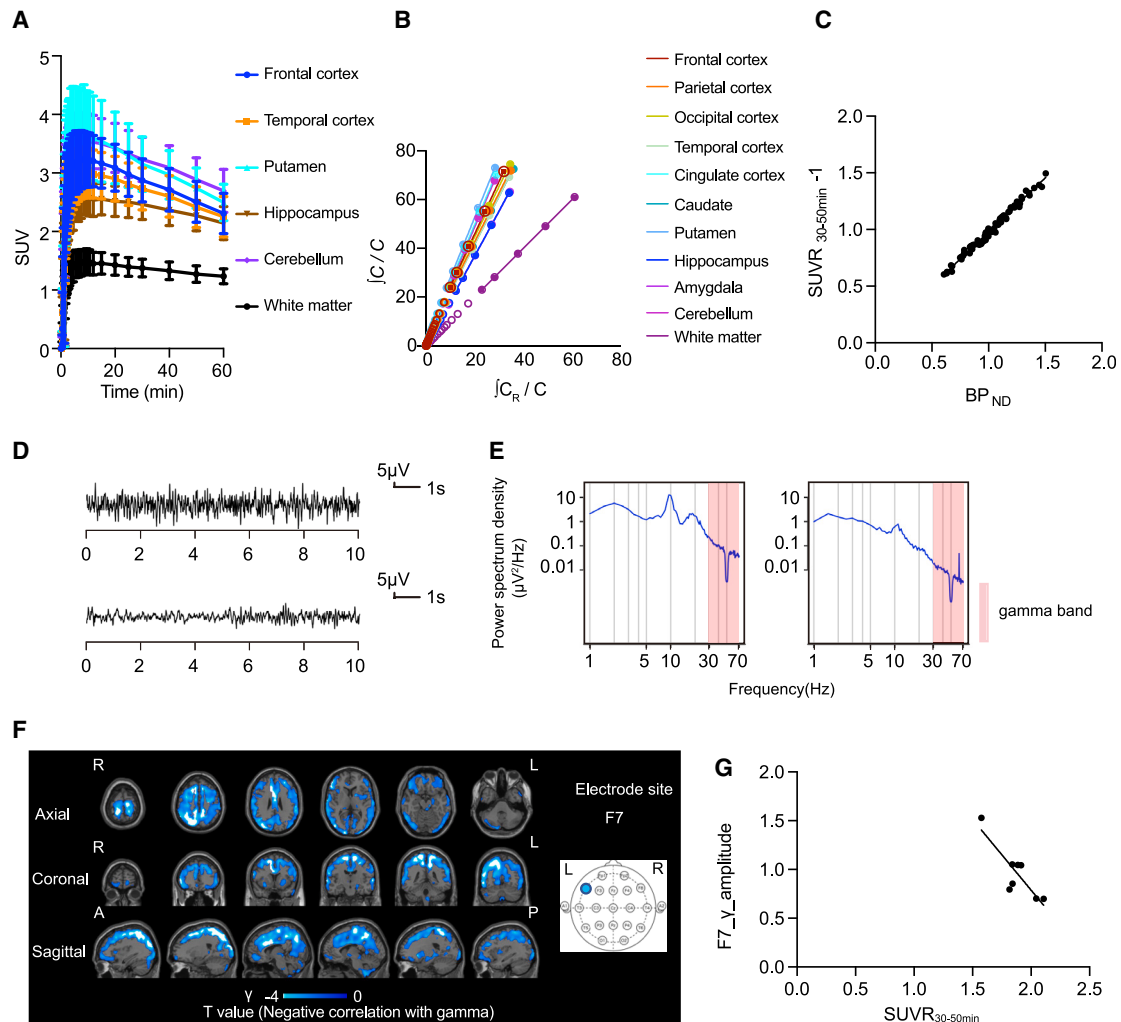 A
SUV
5
4
3
2
1
0
0
20
40
60
Time (min)
Frontal cortex
Temporal cortex
Putamen
Hippocampus
Cerebellum
White matter
B
∫C / C
80
60
40
20
0
0
20
40
60
80
∫C_R / C
Frontal cortex
Parietal cortex
Occipital cortex
Temporal cortex
Cingulate cortex
Caudate
Putamen
Hippocampus
Amygdala
Cerebellum
White matter
C
SUVR 30-50min -1
2.0
1.5
1.0
0.5
0.0
0.0
0.5
1.0
1.5
2.0
BP ND
D
5µV
1s
0 2 4 6 8 10
5µV
1s
0 2 4 6 8 10
E
Power spectrum density
(µV²/Hz)
10
1
0.1
0.01
1 5 10 30 70
10
1
0.1
0.01
1 5 10 30 70
Frequency(Hz)
gamma band
F
R
L
Axial
R
L
Coronal
A
P
Sagittal
Electrode site
F7
L
R
γ -4 0
T value (Negative correlation with gamma)
G
F7_γ_amplitude
2.0
1.5
1.0
0.5
0.0
0.0
0.5
1.0
1.5
2.0
2.5
SUVR30-50min